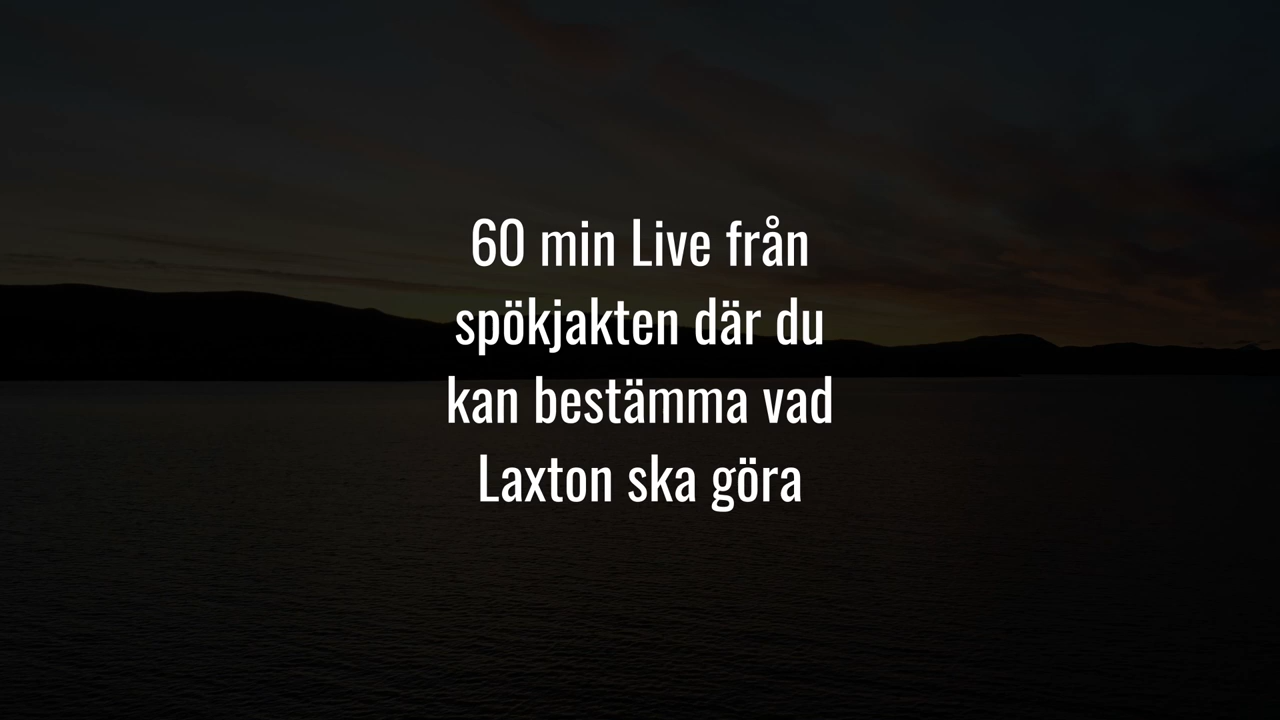 60 min Live från
spökjakten där du
kan bestämma vad
Laxton ska göra